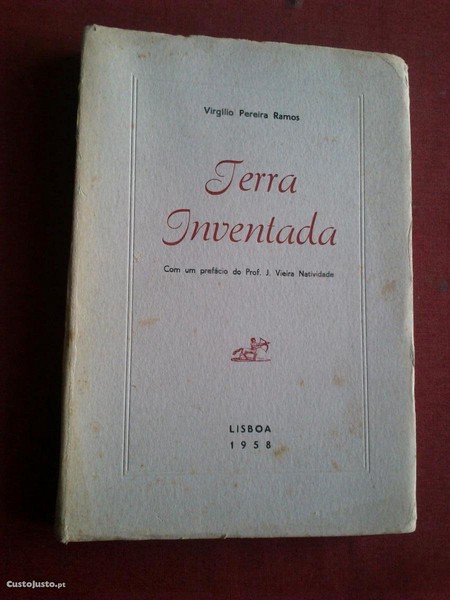 Virgílio Pereira Ramos
Terra
Inventada
Com um prefácio do Prof. J. Vieira Natividade
LISBOA
1958
CustoJusto.pt